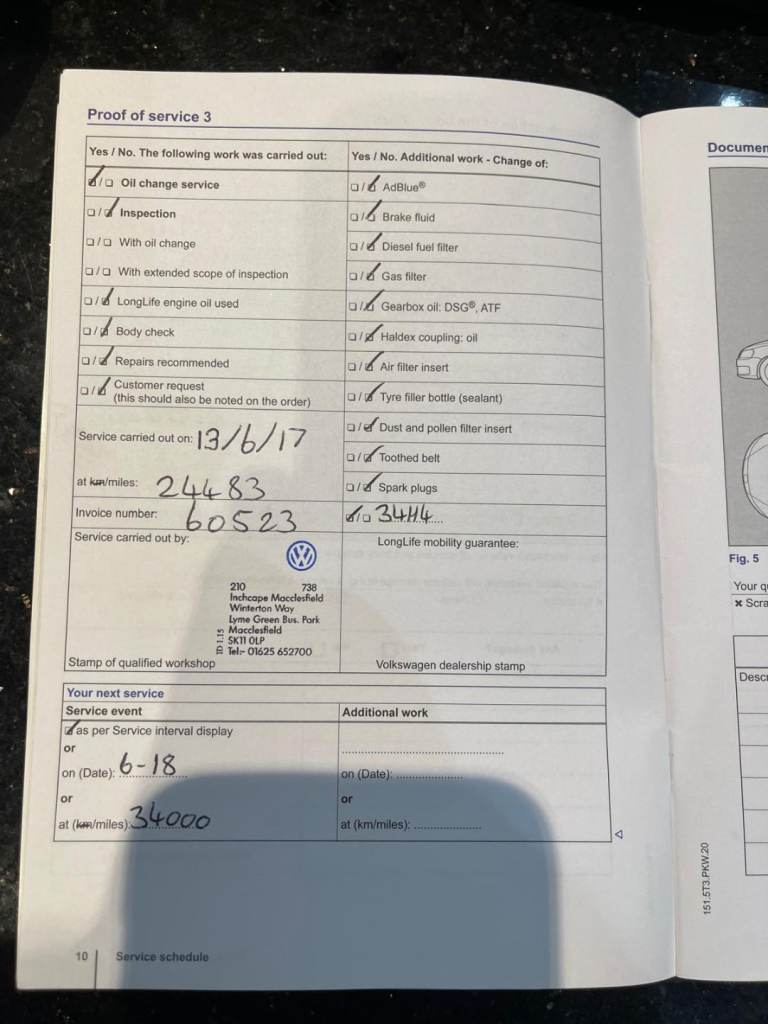 Proof of service 3
Yes / No. The following work was carried out:
Oil change service
Inspection
With oil change
With extended scope of inspection
LongLife engine oil used
Body check
Repairs recommended
Customer request
(this should also be noted on the order)
Service carried out on: 13/6/17
at km/miles: 24483
Invoice number: 60523
Service carried out by:
210 738
Inchcape Macclesfield
Winterton Way
Lyme Green Bus. Park
Macclesfield
SK11 0LP
Tel:- 01625 652700
ID 1.15
Stamp of qualified workshop
Yes / No. Additional work - Change of:
AdBlue®
Brake fluid
Diesel fuel filter
Gas filter
Gearbox oil: DSG®, ATF
Haldex coupling: oil
Air filter insert
Tyre filler bottle (sealant)
Dust and pollen filter insert
Toothed belt
Spark plugs
34H4
LongLife mobility guarantee:
Volkswagen dealership stamp
Your next service
Service event
as per Service interval display
or
on (Date): 6-18
or
at (km/miles): 34000
Additional work
on (Date):
or
at (km/miles):
10 Service schedule
Documen
Fig. 5
Your q
× Scra
Descr
151.5T3.PKW.20